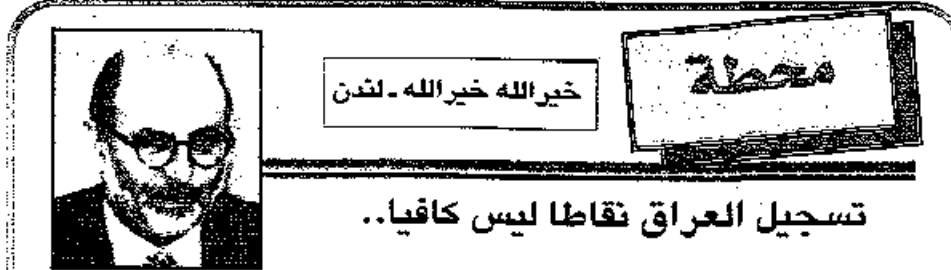 محطة
خيرالله خيرالله ـ لندن
تسجيل العراق نقاطا ليس كافيا..